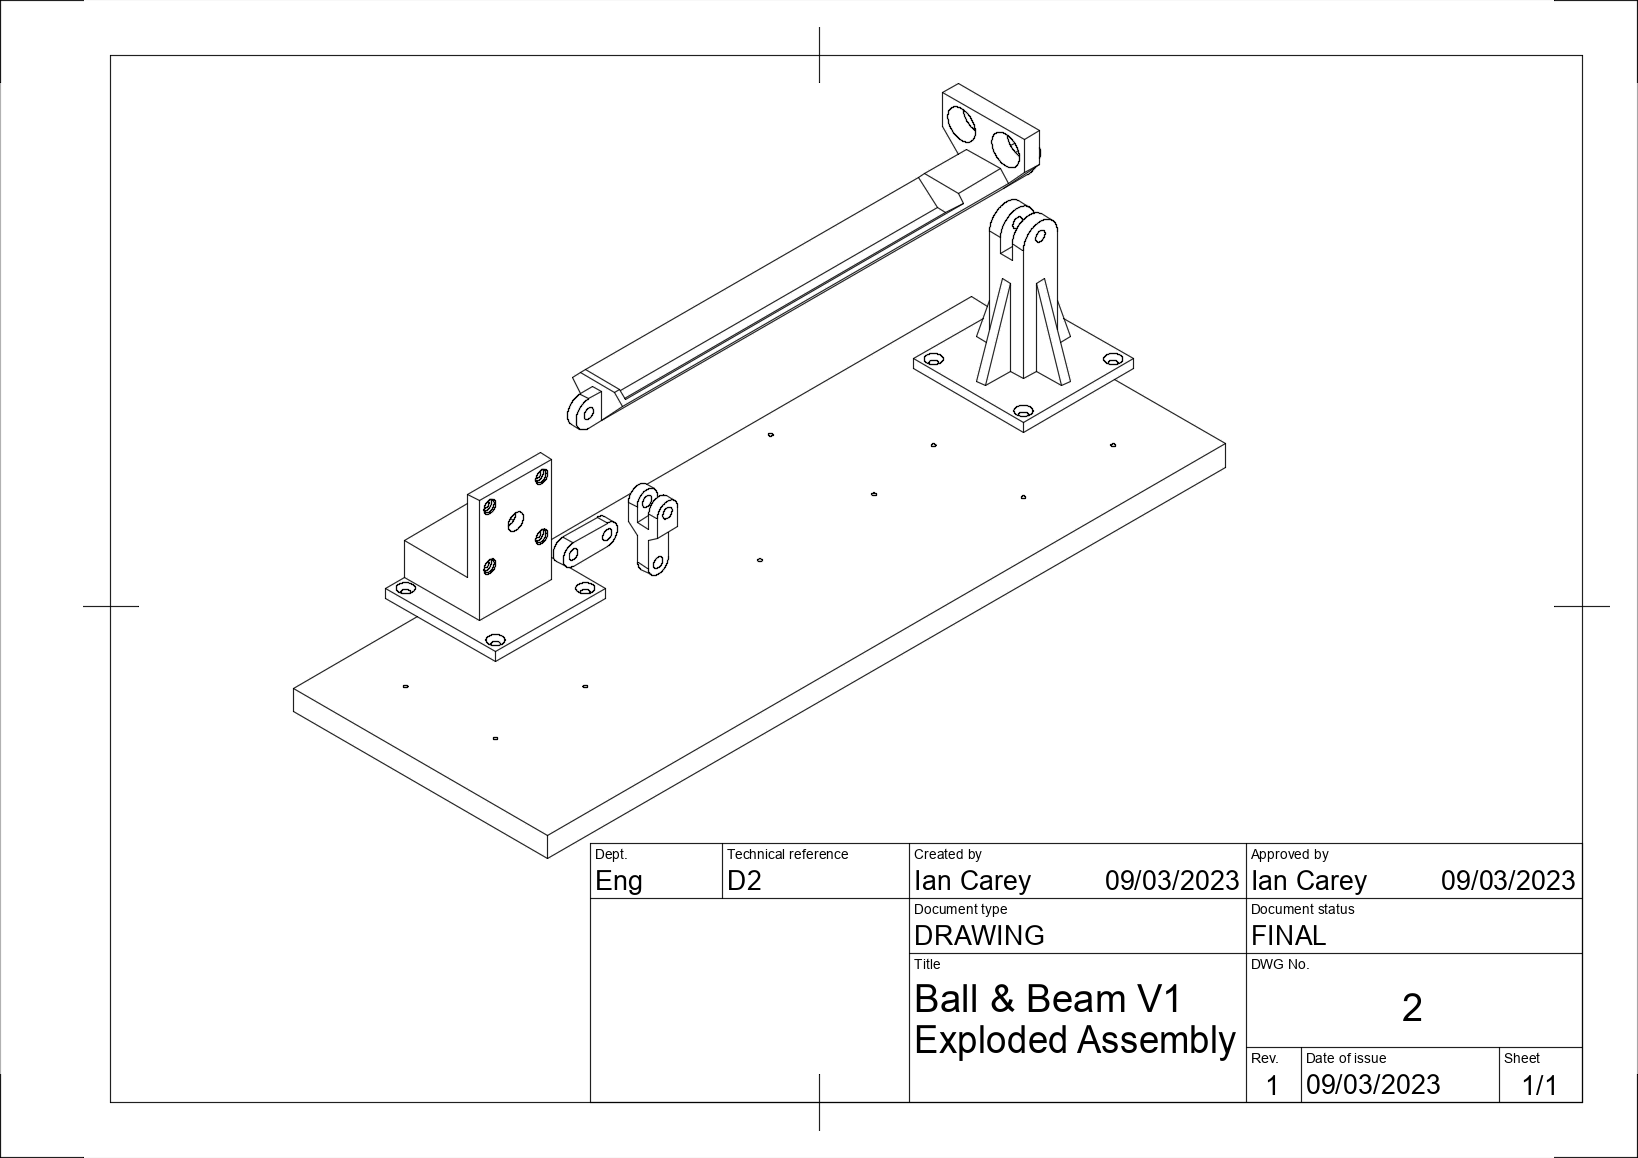 Dept.
Eng
Technical reference
D2
Created by
Ian Carey 09/03/2023
Approved by
Ian Carey 09/03/2023
Document type
DRAWING
Document status
FINAL
Title
Ball & Beam V1
Exploded Assembly
DWG No.
2
Rev.
1
Date of issue
09/03/2023
Sheet
1/1